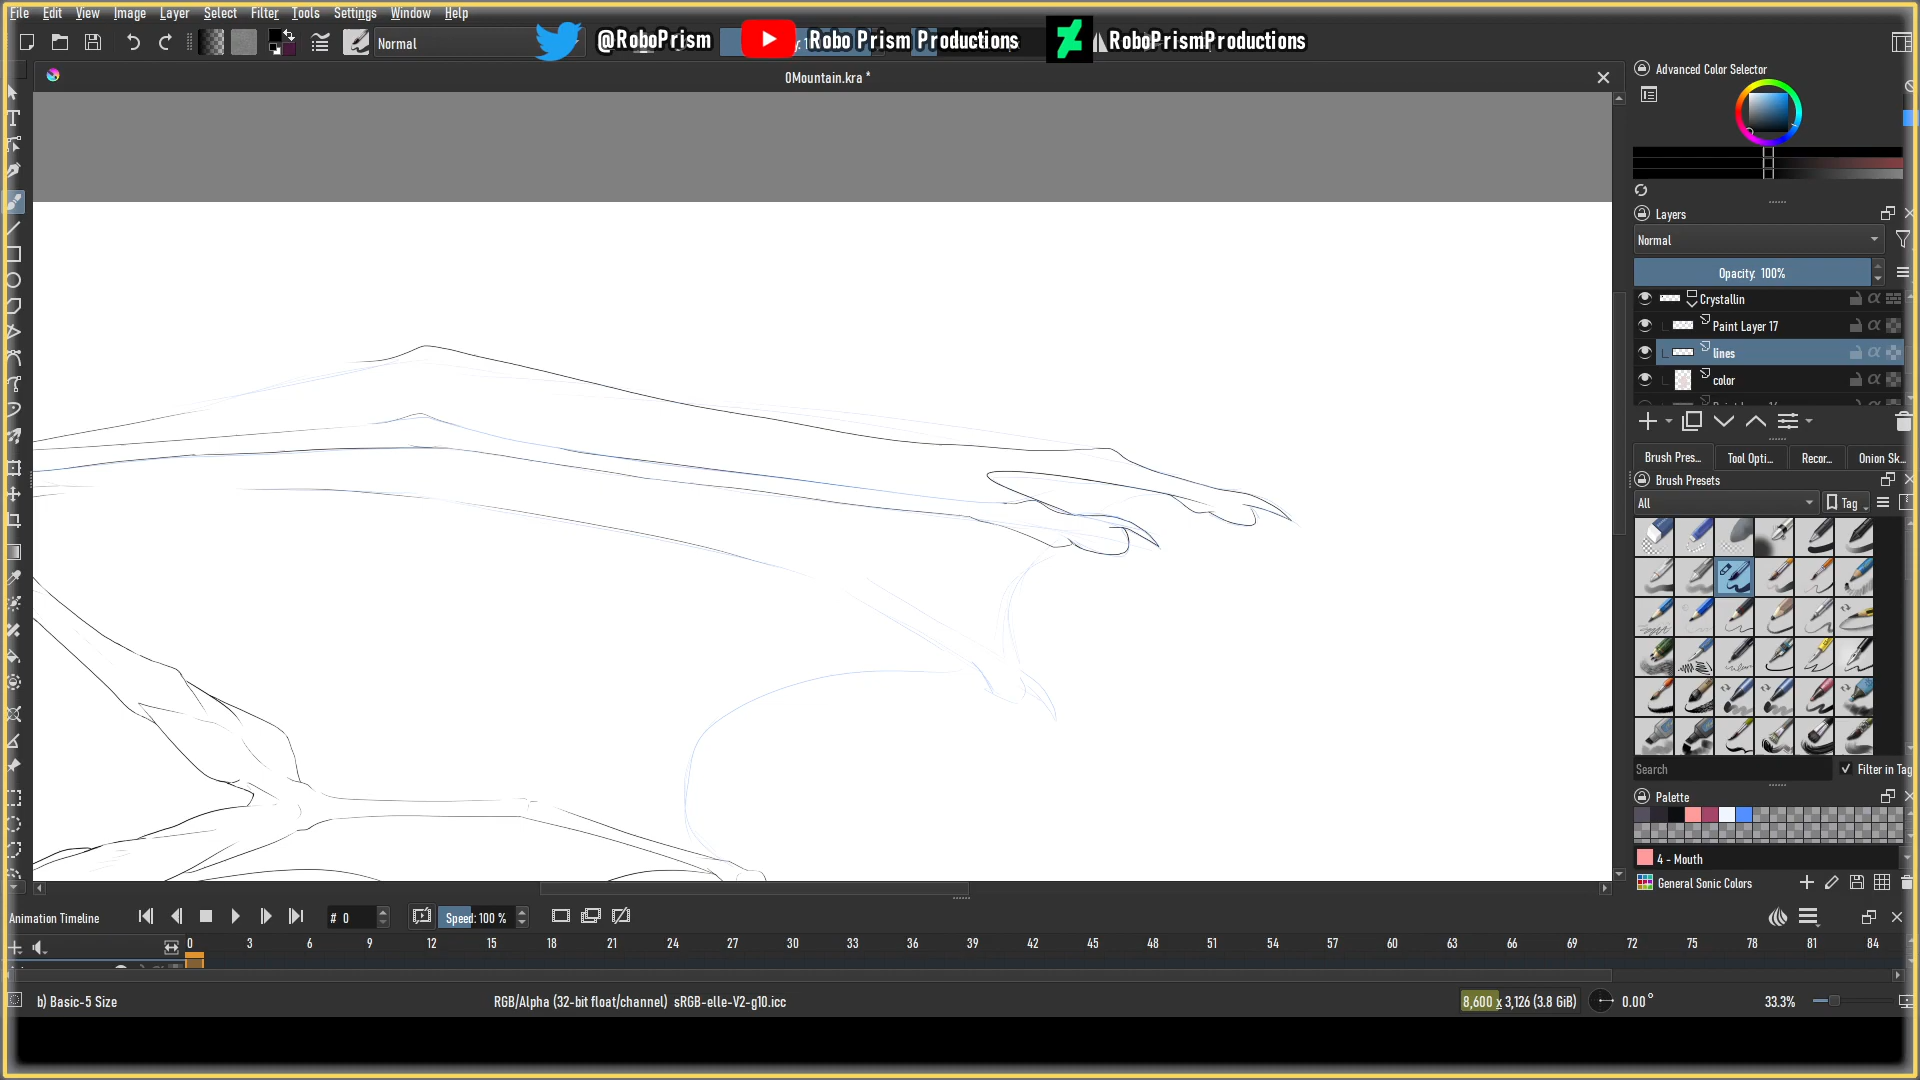 File Edit View Image Layer Select Filter Tools Settings Window Help
Normal
@RoboPrism
Robo Prism Productions
RoboPrismProductions
0Mountain.kra *
Advanced Color Selector
Layers
Normal
Opacity: 100%
Crystallin
Paint Layer 17
lines
color
Brush Pres...
Tool Opti...
Recor...
Onion Sk...
Brush Presets
All
Tag
Search
Filter in Tag
Palette
4 - Mouth
General Sonic Colors
Animation Timeline
# 0
Speed: 100 %
0 3 6 9 12 15 18 21 24 27 30 33 36 39 42 45 48 51 54 57 60 63 66 69 72 75 78 81 84
b) Basic-5 Size
RGB/Alpha (32-bit float/channel) sRGB-elle-V2-g10.icc
8,600 x 3,126 (3.8 GiB)
0.00°
33.3%